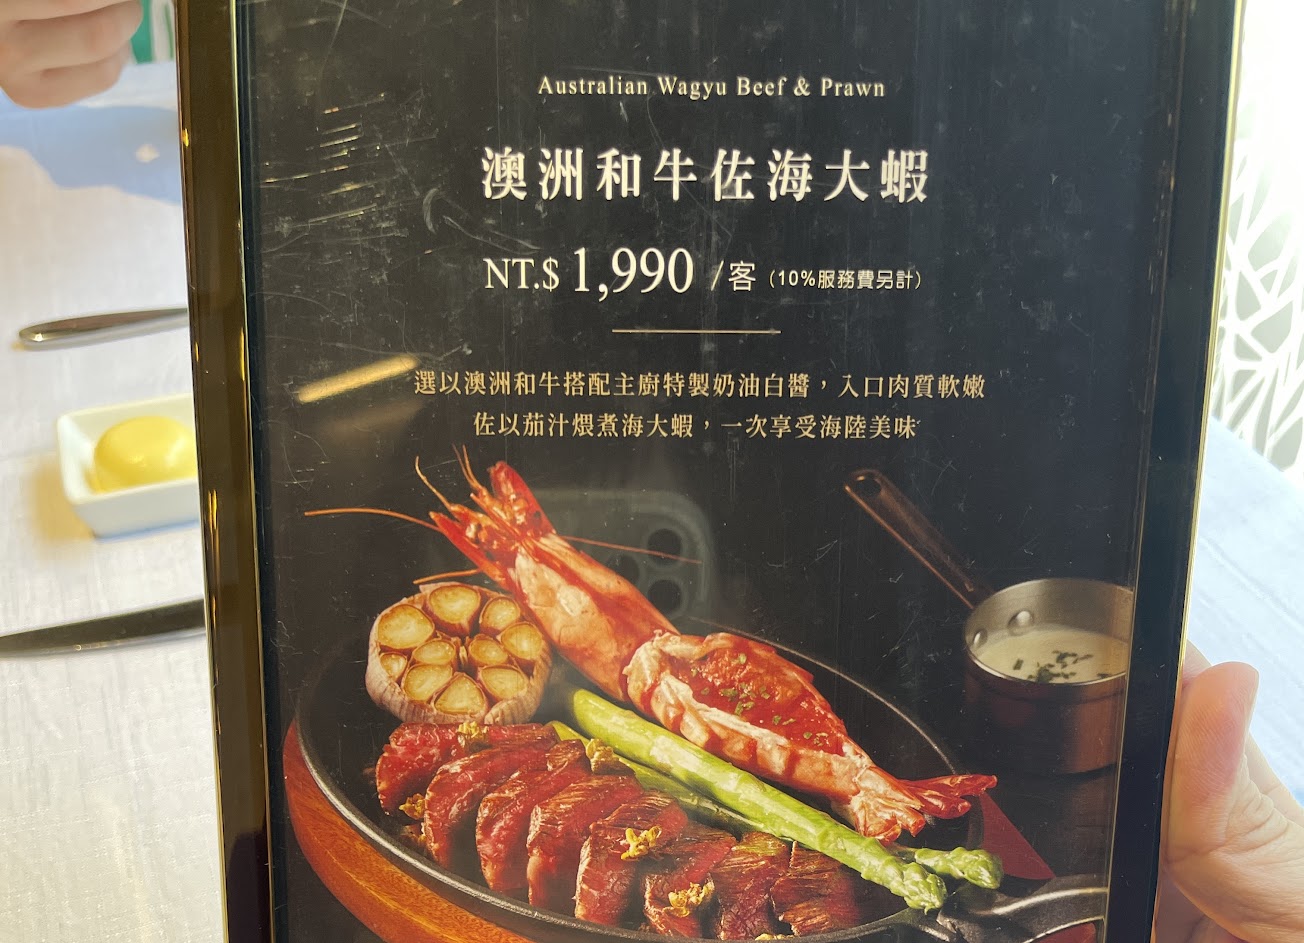 Australian Wagyu Beef & Prawn
澳洲和牛佐海大蝦
NT.$ 1,990 /客（10%服務費另計）
選以澳洲和牛搭配主廚特製奶油白醬，入口肉質軟嫩
佐以茄汁煨煮海大蝦，一次享受海陸美味